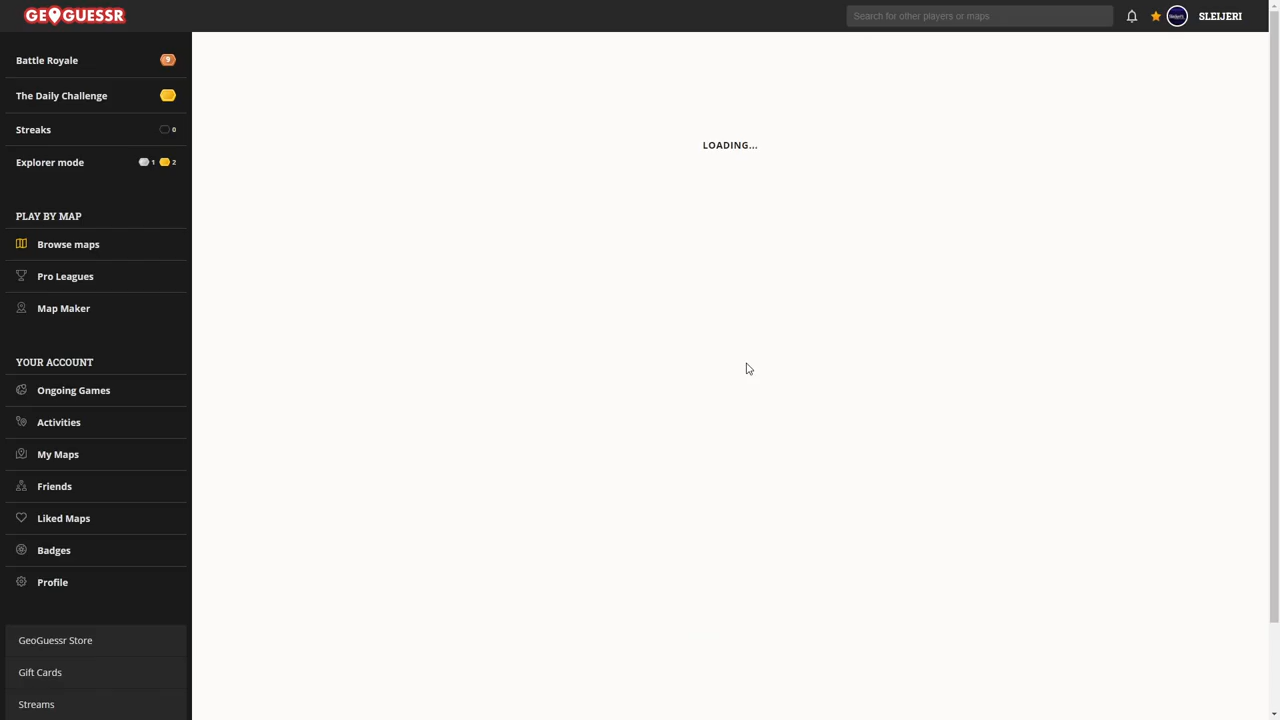 GEOGUESSR
Search for other players or maps
SLEIJERI
Battle Royale 9
The Daily Challenge
Streaks 0
Explorer mode 1 2
LOADING...
PLAY BY MAP
Browse maps
Pro Leagues
Map Maker
YOUR ACCOUNT
Ongoing Games
Activities
My Maps
Friends
Liked Maps
Badges
Profile
GeoGuessr Store
Gift Cards
Streams